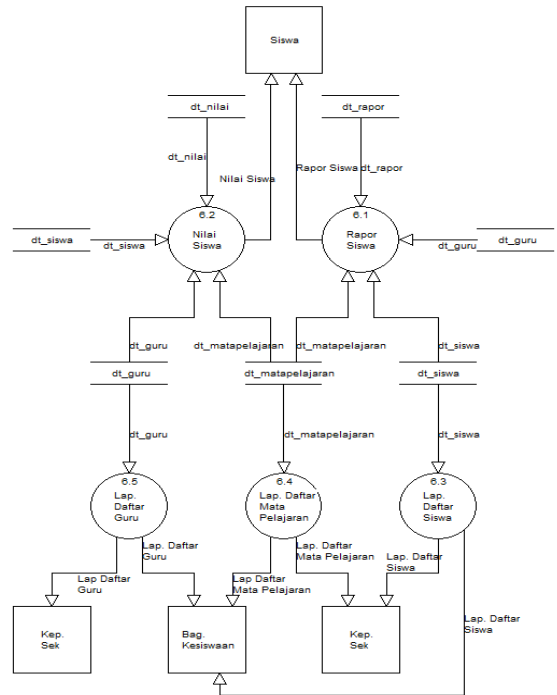 Siswa
dt_nilai
dt_rapor
dt_nilai
Nilai Siswa
Rapor Siswa
dt_rapor
6.2
Nilai
Siswa
6.1
Rapor
Siswa
dt_siswa
dt_siswa
dt_guru
dt_guru
dt_guru
dt_matapelajaran
dt_matapelajaran
dt_siswa
dt_guru
dt_matapelajaran
dt_siswa
dt_guru
dt_matapelajaran
dt_siswa
6.5
Lap.
Daftar
Guru
6.4
Lap. Daftar
Mata
Pelajaran
6.3
Lap.
Daftar
Siswa
Lap. Daftar
Guru
Lap. Daftar
Mata Pelajaran
Lap. Daftar
Siswa
Lap Daftar
Guru
Lap Daftar
Mata Pelajaran
Lap. Daftar
Siswa
Kep.
Sek
Bag.
Kesiswaan
Kep.
Sek